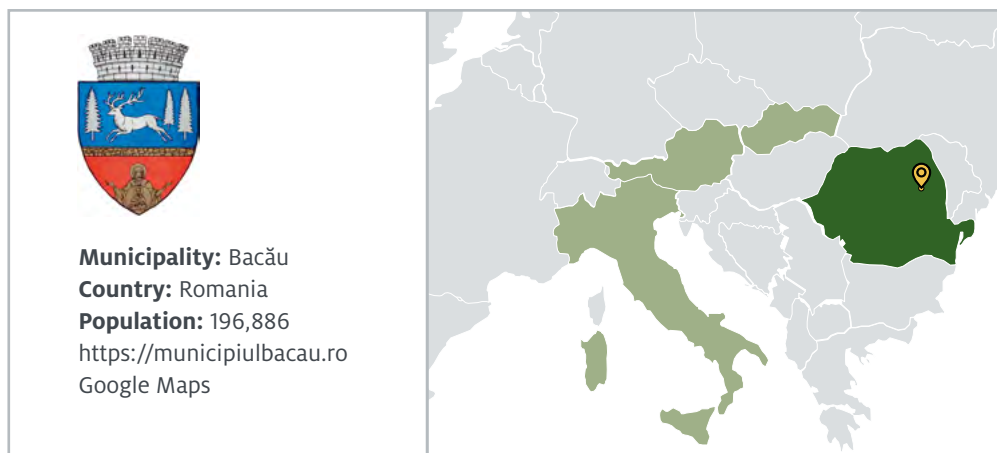 Municipality: Bacău
Country: Romania
Population: 196,886
https://municipiulbacau.ro
Google Maps